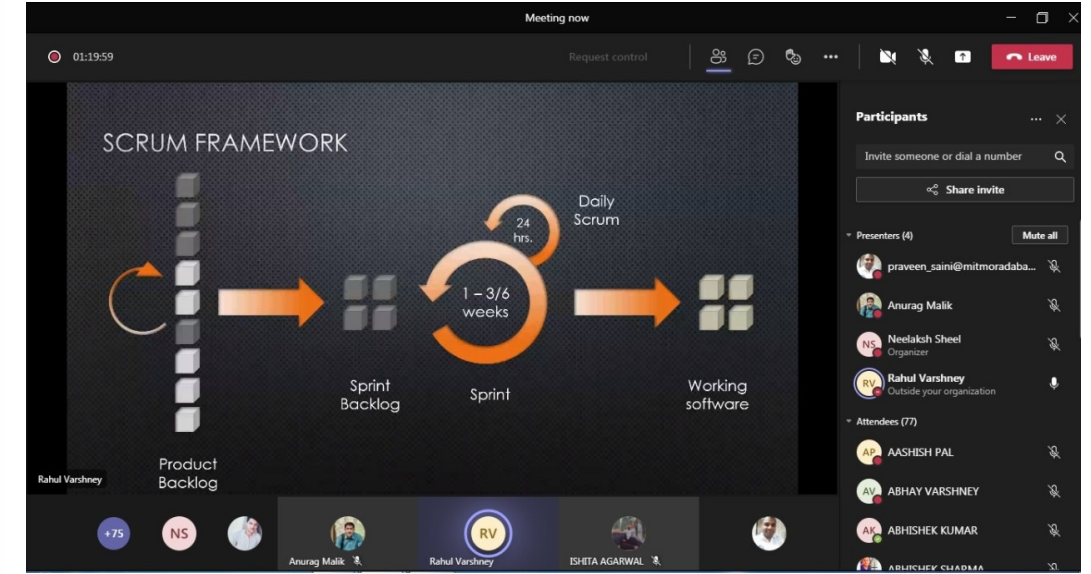 Meeting now
01:19:59
Request control
Leave
SCRUM FRAMEWORK
24
hrs.
Daily
Scrum
1 – 3/6
weeks
Sprint
Backlog
Sprint
Working
software
Product
Backlog
Rahul Varshney
+75
NS
RV
Anurag Malik
Rahul Varshney
ISHITA AGARWAL
Participants
Invite someone or dial a number
Share invite
Presenters (4)
Mute all
praveen_saini@mitmoradaba...
Anurag Malik
NS
Neelaksh Sheel
Organizer
RV
Rahul Varshney
Outside your organization
Attendees (77)
AP
AASHISH PAL
AV
ABHAY VARSHNEY
AK
ABHISHEK KUMAR
ABHISHEK SHARMA